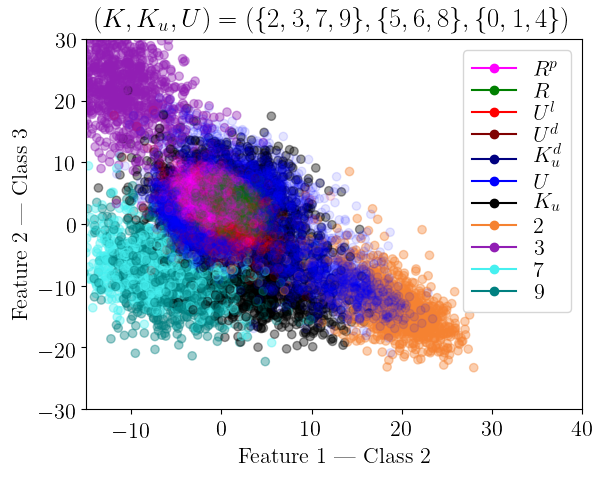 (K, K_u, U) = ({2, 3, 7, 9}, {5, 6, 8}, {0, 1, 4})
30
20
10
0
−10
−20
−30
Feature 2 — Class 3
R^p
R
U^l
U^d
K_u^d
U
K_u
2
3
7
9
−10
0
10
20
30
40
Feature 1 — Class 2